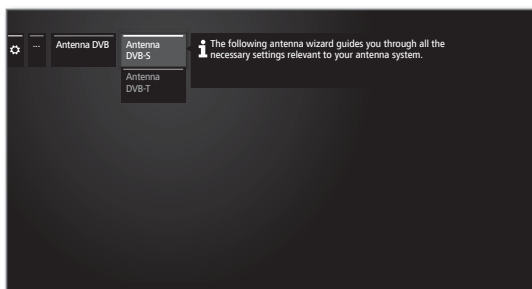 ...
Antenna DVB
Antenna
DVB-S
The following antenna wizard guides you through all the
necessary settings relevant to your antenna system.
Antenna
DVB-T